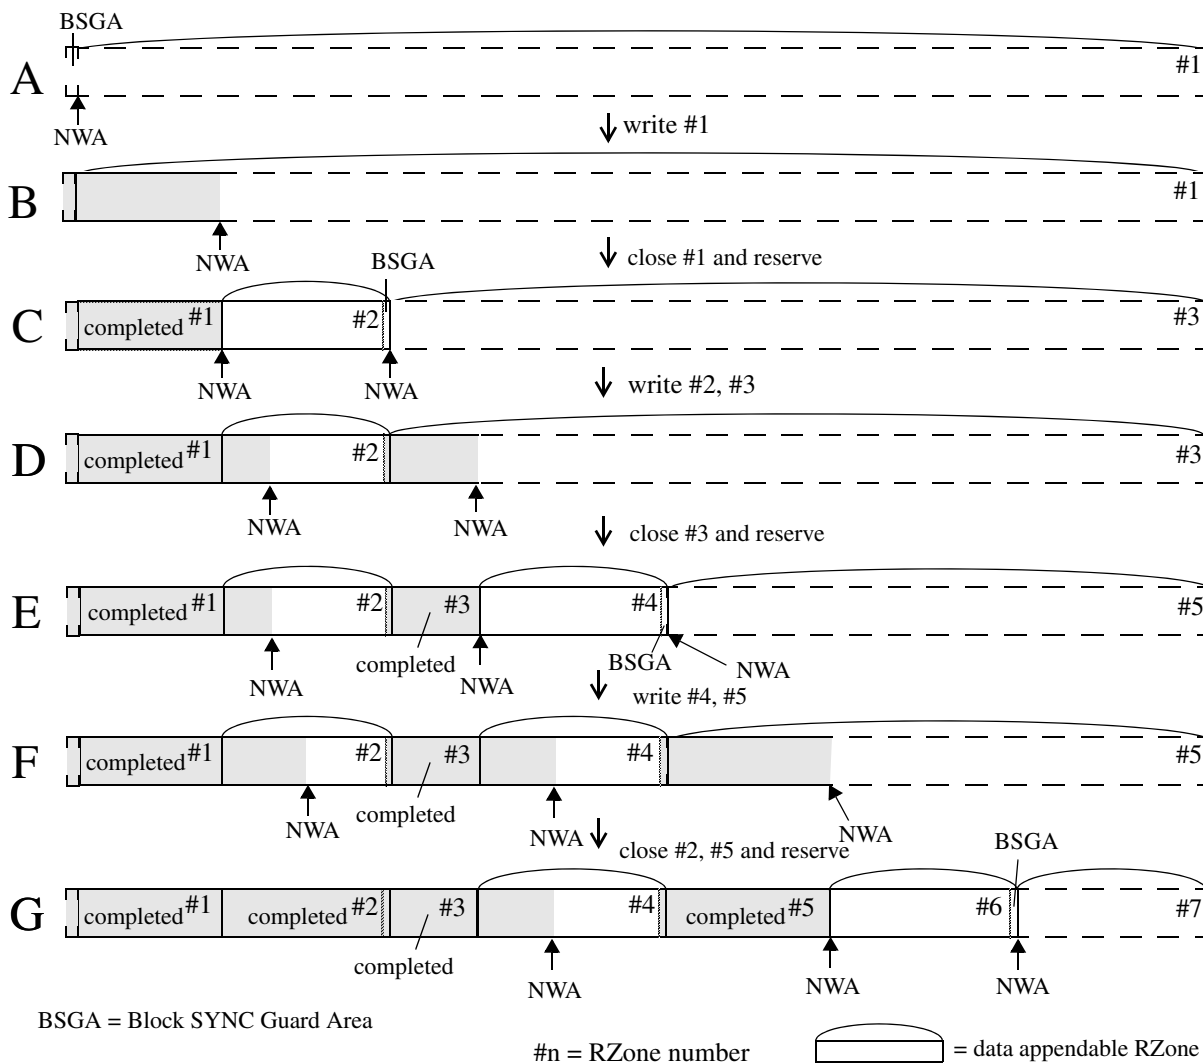 BSGA
A #1
NWA
write #1
B #1
NWA
close #1 and reserve
BSGA
C completed #1 #2 #3
NWA NWA
write #2, #3
D completed #1 #2 #3
NWA NWA
close #3 and reserve
E completed #1 #2 #3 #4 #5
completed BSGA NWA
NWA NWA
write #4, #5
F completed #1 #2 #3 #4 #5
completed
NWA NWA NWA
close #2, #5 and reserve
BSGA
G completed #1 completed #2 #3 #4 completed #5 #6 #7
completed
NWA NWA NWA
BSGA = Block SYNC Guard Area
#n = RZone number = data appendable RZone